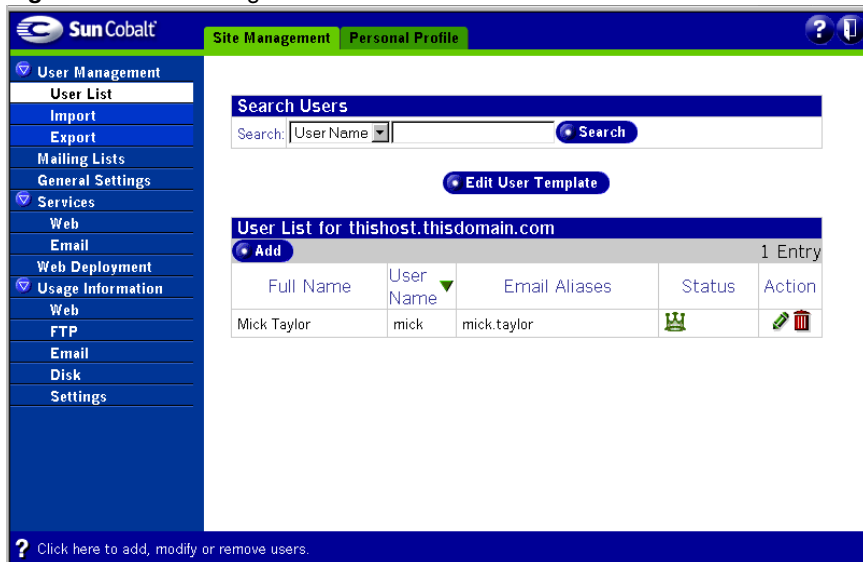 Sun Cobalt
Site Management
Personal Profile
?
User Management
User List
Import
Export
Mailing Lists
General Settings
Services
Web
Email
Web Deployment
Usage Information
Web
FTP
Email
Disk
Settings
Search Users
Search: User Name
Search
Edit User Template
User List for thishost.thisdomain.com
Add
1 Entry
Full Name
User Name
Email Aliases
Status
Action
Mick Taylor
mick
mick.taylor
? Click here to add, modify or remove users.